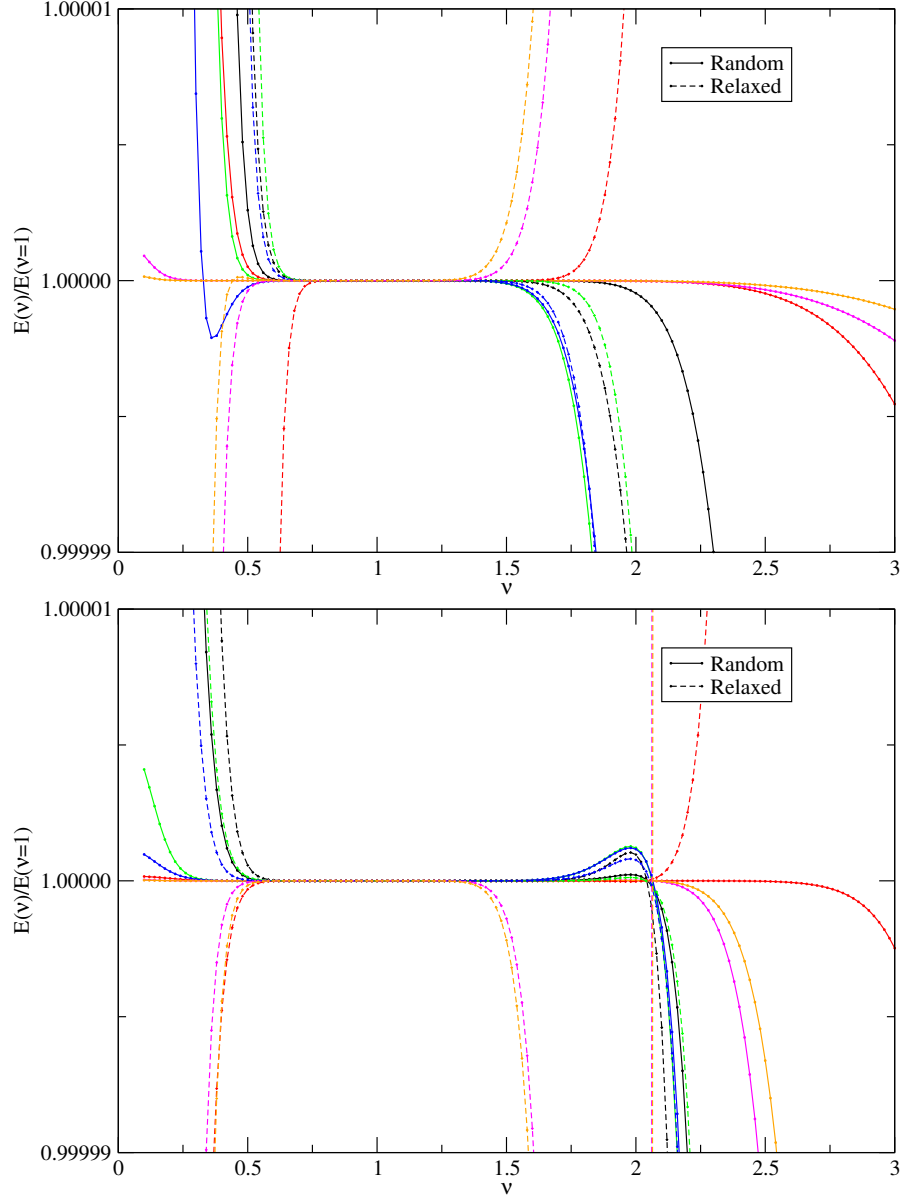 1.00001
Random
Relaxed
E(ν)/E(ν=1)
1.00000
0.99999
0 0.5 1 1.5 2 2.5 3
ν
1.00001
Random
Relaxed
E(ν)/E(ν=1)
1.00000
0.99999
0 0.5 1 1.5 2 2.5 3
ν